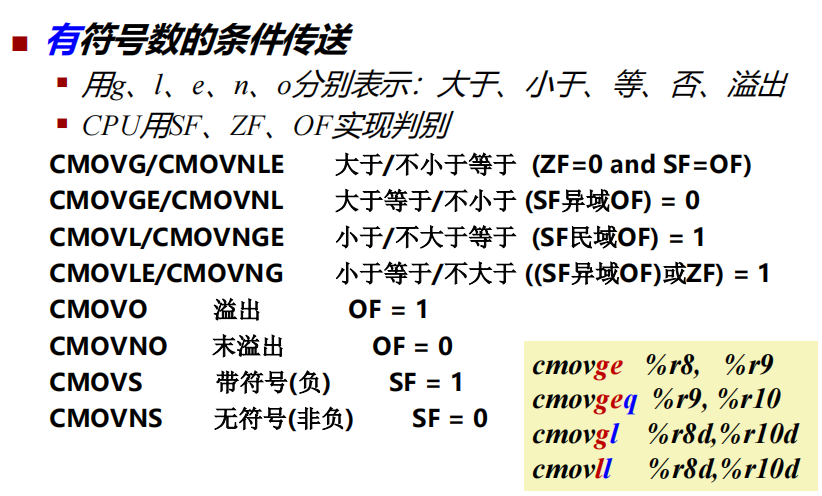 有符号数的条件传送
用g、l、e、n、o分别表示：大于、小于、等、否、溢出
CPU用SF、ZF、OF实现判别
CMOVG/CMOVNLE 大于/不小于等于 (ZF=0 and SF=OF)
CMOVGE/CMOVNL 大于等于/不小于 (SF异域OF) = 0
CMOVL/CMOVNGE 小于/不大于等于 (SF民域OF) = 1
CMOVLE/CMOVNG 小于等于/不大于 ((SF异域OF)或ZF) = 1
CMOVO 溢出 OF = 1
CMOVNO 末溢出 OF = 0
CMOVS 带符号(负) SF = 1
CMOVNS 无符号(非负) SF = 0
cmovge %r8, %r9
cmovgeq %r9, %r10
cmovgl %r8d,%r10d
cmovll %r8d,%r10d